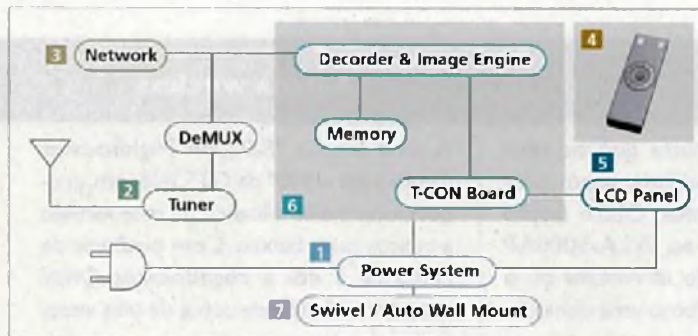 3 Network
Decorder & Image Engine
4
DeMUX
Memory
5
2 Tuner
6
T-CON Board
LCD Panel
1
Power System
7 Swivel / Auto Wall Mount